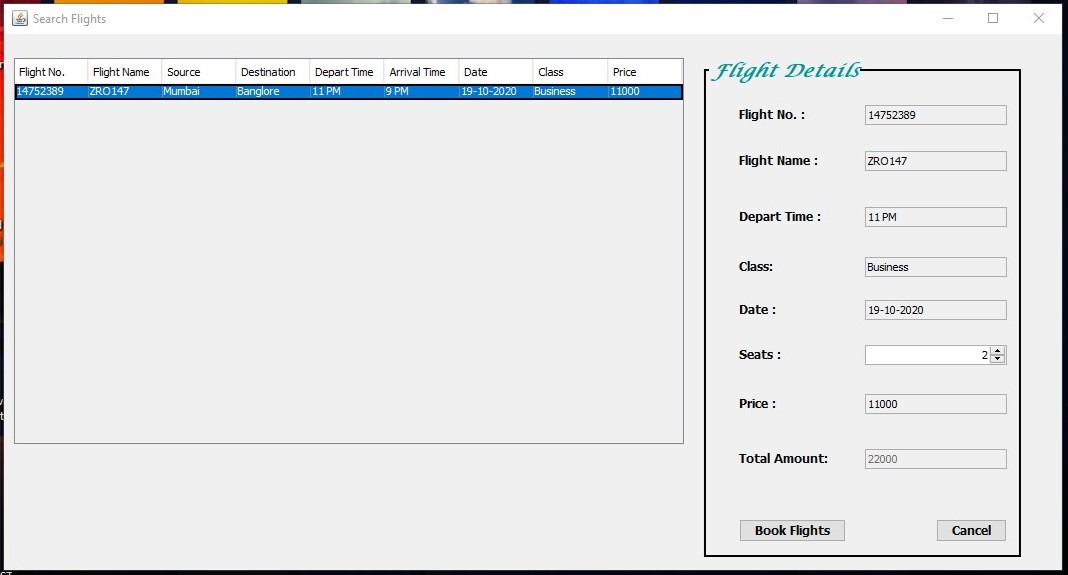 Search Flights
Flight No. Flight Name Source Destination Depart Time Arrival Time Date Class Price
14752389 ZRO147 Mumbai Banglore 11 PM 9 PM 19-10-2020 Business 11000
Flight Details
Flight No. : 14752389
Flight Name : ZRO147
Depart Time : 11 PM
Class: Business
Date : 19-10-2020
Seats : 2
Price : 11000
Total Amount: 22000
Book Flights Cancel